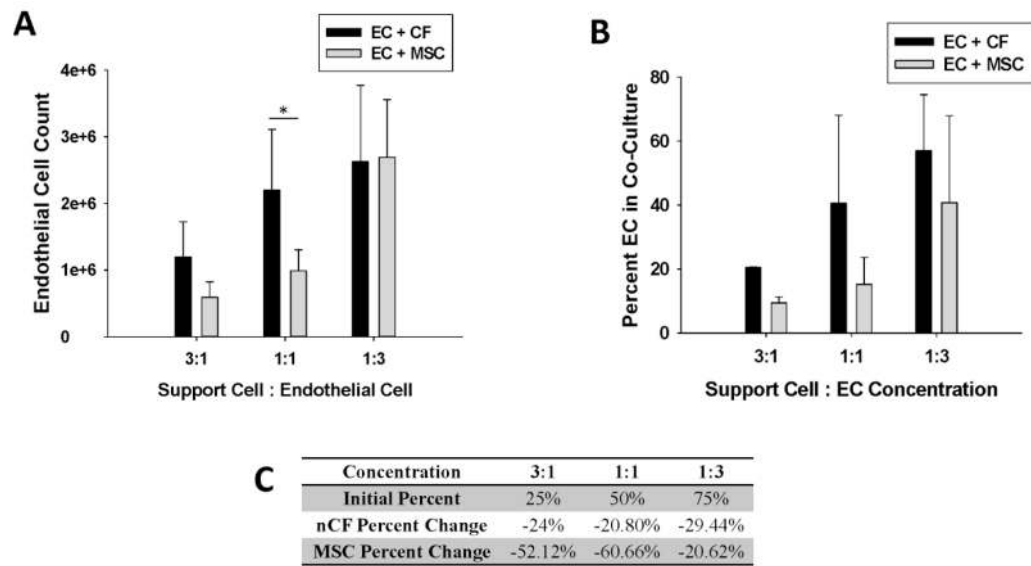 A
EC + CF
EC + MSC
4e+6
3e+6
2e+6
1e+6
0
*
Endothelial Cell Count
3:1 1:1 1:3
Support Cell : Endothelial Cell
B
EC + CF
EC + MSC
80
60
40
20
0
Percent EC in Co-Culture
3:1 1:1 1:3
Support Cell : EC Concentration
C
Concentration 3:1 1:1 1:3
Initial Percent 25% 50% 75%
nCF Percent Change -24% -20.80% -29.44%
MSC Percent Change -52.12% -60.66% -20.62%